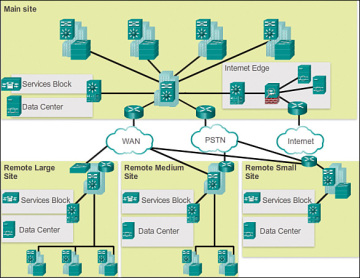 Main site
Internet Edge
Services Block
Data Center
WAN
PSTN
Internet
Remote Large
Site
Remote Medium
Site
Remote Small
Site
Services Block
Services Block
Services Block
Data Center
Data Center
Data Center